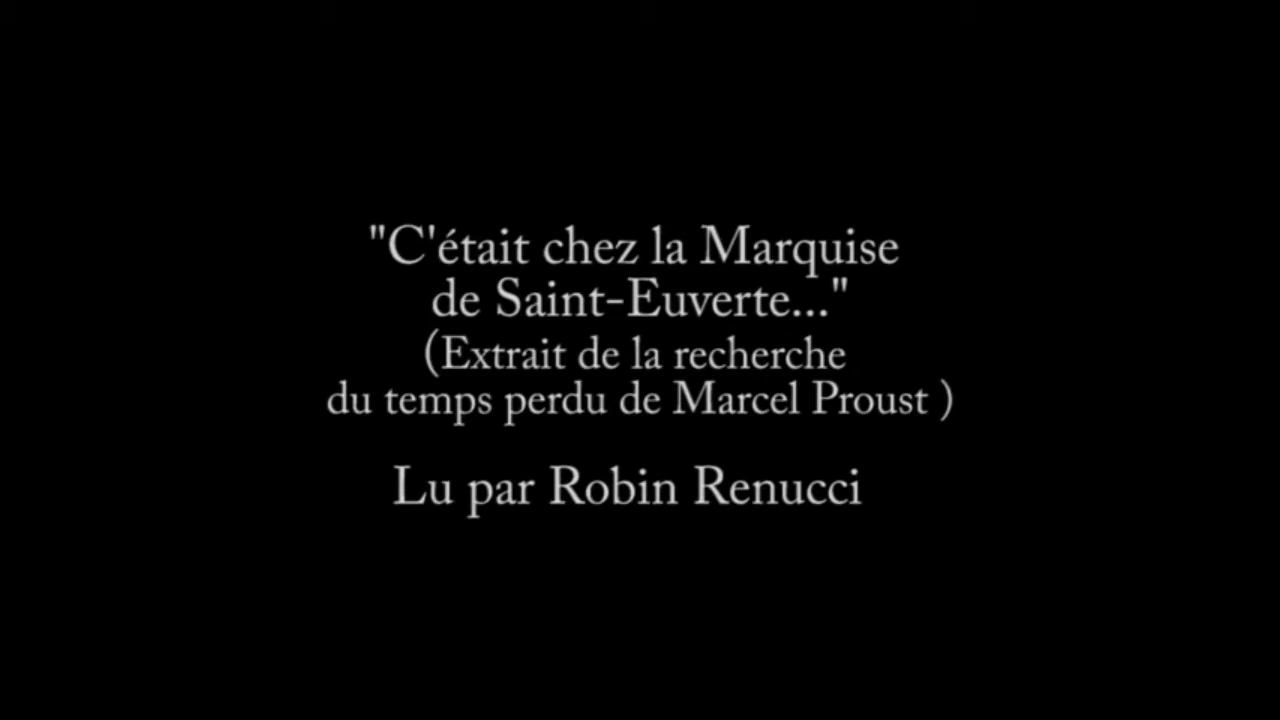 "C'était chez la Marquise
de Saint-Euverte..."
(Extrait de la recherche
du temps perdu de Marcel Proust )
Lu par Robin Renucci